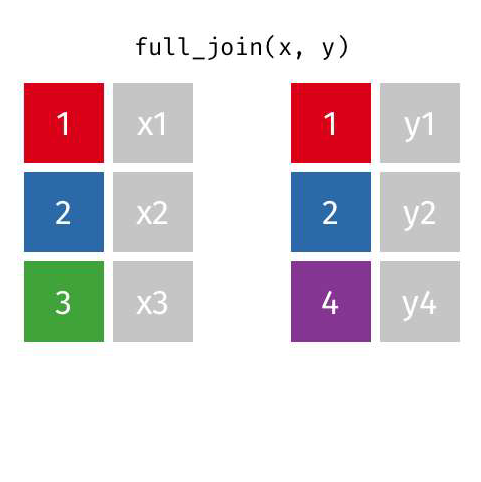 full_join(x, y)
1 x1 1 y1
2 x2 2 y2
3 x3 4 y4